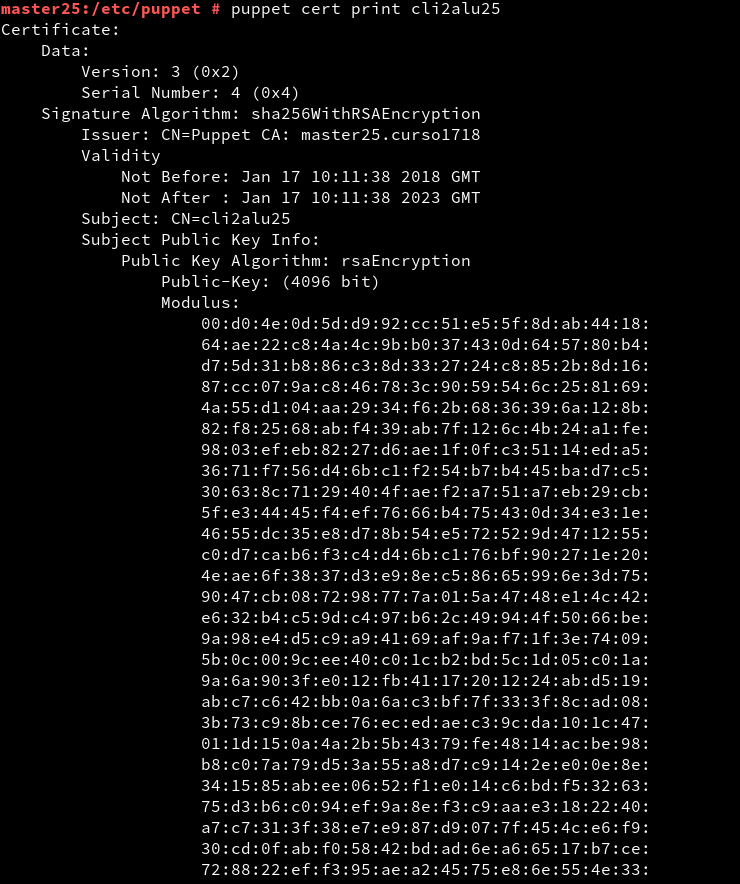 master25:/etc/puppet # puppet cert print cli2alu25
Certificate:
    Data:
        Version: 3 (0x2)
        Serial Number: 4 (0x4)
    Signature Algorithm: sha256WithRSAEncryption
        Issuer: CN=Puppet CA: master25.curso1718
        Validity
            Not Before: Jan 17 10:11:38 2018 GMT
            Not After : Jan 17 10:11:38 2023 GMT
        Subject: CN=cli2alu25
        Subject Public Key Info:
            Public Key Algorithm: rsaEncryption
                Public-Key: (4096 bit)
                Modulus:
                    00:d0:4e:0d:5d:d9:92:cc:51:e5:5f:8d:ab:44:18:
                    64:ae:22:c8:4a:4c:9b:b0:37:43:0d:64:57:80:b4:
                    d7:5d:31:b8:86:c3:8d:33:27:24:c8:85:2b:8d:16:
                    87:cc:07:9a:c8:46:78:3c:90:59:54:6c:25:81:69:
                    4a:55:d1:04:aa:29:34:f6:2b:68:36:39:6a:12:8b:
                    82:f8:25:68:ab:f4:39:ab:7f:12:6c:4b:24:a1:fe:
                    98:03:ef:eb:82:27:d6:ae:1f:0f:c3:51:14:ed:a5:
                    36:71:f7:56:d4:6b:c1:f2:54:b7:b4:45:ba:d7:c5:
                    30:63:8c:71:29:40:4f:ae:f2:a7:51:a7:eb:29:cb:
                    5f:e3:44:45:f4:ef:76:66:b4:75:43:0d:34:e3:1e:
                    46:55:dc:35:e8:d7:8b:54:e5:72:52:9d:47:12:55:
                    c0:d7:ca:b6:f3:c4:d4:6b:c1:76:bf:90:27:1e:20:
                    4e:ae:6f:38:37:d3:e9:8e:c5:86:65:99:6e:3d:75:
                    90:47:cb:08:72:98:77:7a:01:5a:47:48:e1:4c:42:
                    e6:32:b4:c5:9d:c4:97:b6:2c:49:94:4f:50:66:be:
                    9a:98:e4:d5:c9:a9:41:69:af:9a:f7:1f:3e:74:09:
                    5b:0c:00:9c:ee:40:c0:1c:b2:bd:5c:1d:05:c0:1a:
                    9a:6a:90:3f:e0:12:fb:41:17:20:12:24:ab:d5:19:
                    ab:c7:c6:42:bb:0a:6a:c3:bf:7f:33:3f:8c:ad:08:
                    3b:73:c9:8b:ce:76:ec:ed:ae:c3:9c:da:10:1c:47:
                    01:1d:15:0a:4a:2b:5b:43:79:fe:48:14:ac:be:98:
                    b8:c0:7a:79:d5:3a:55:a8:d7:c9:14:2e:e0:0e:8e:
                    34:15:85:ab:ee:06:52:f1:e0:14:c6:bd:f5:32:63:
                    75:d3:b6:c0:94:ef:9a:8e:f3:c9:aa:e3:18:22:40:
                    a7:c7:31:3f:38:e7:e9:87:d9:07:7f:45:4c:e6:f9:
                    30:cd:0f:ab:f0:58:42:bd:ad:6e:a6:65:17:b7:ce:
                    72:88:22:ef:f3:95:ae:a2:45:75:e8:6e:55:4e:33: